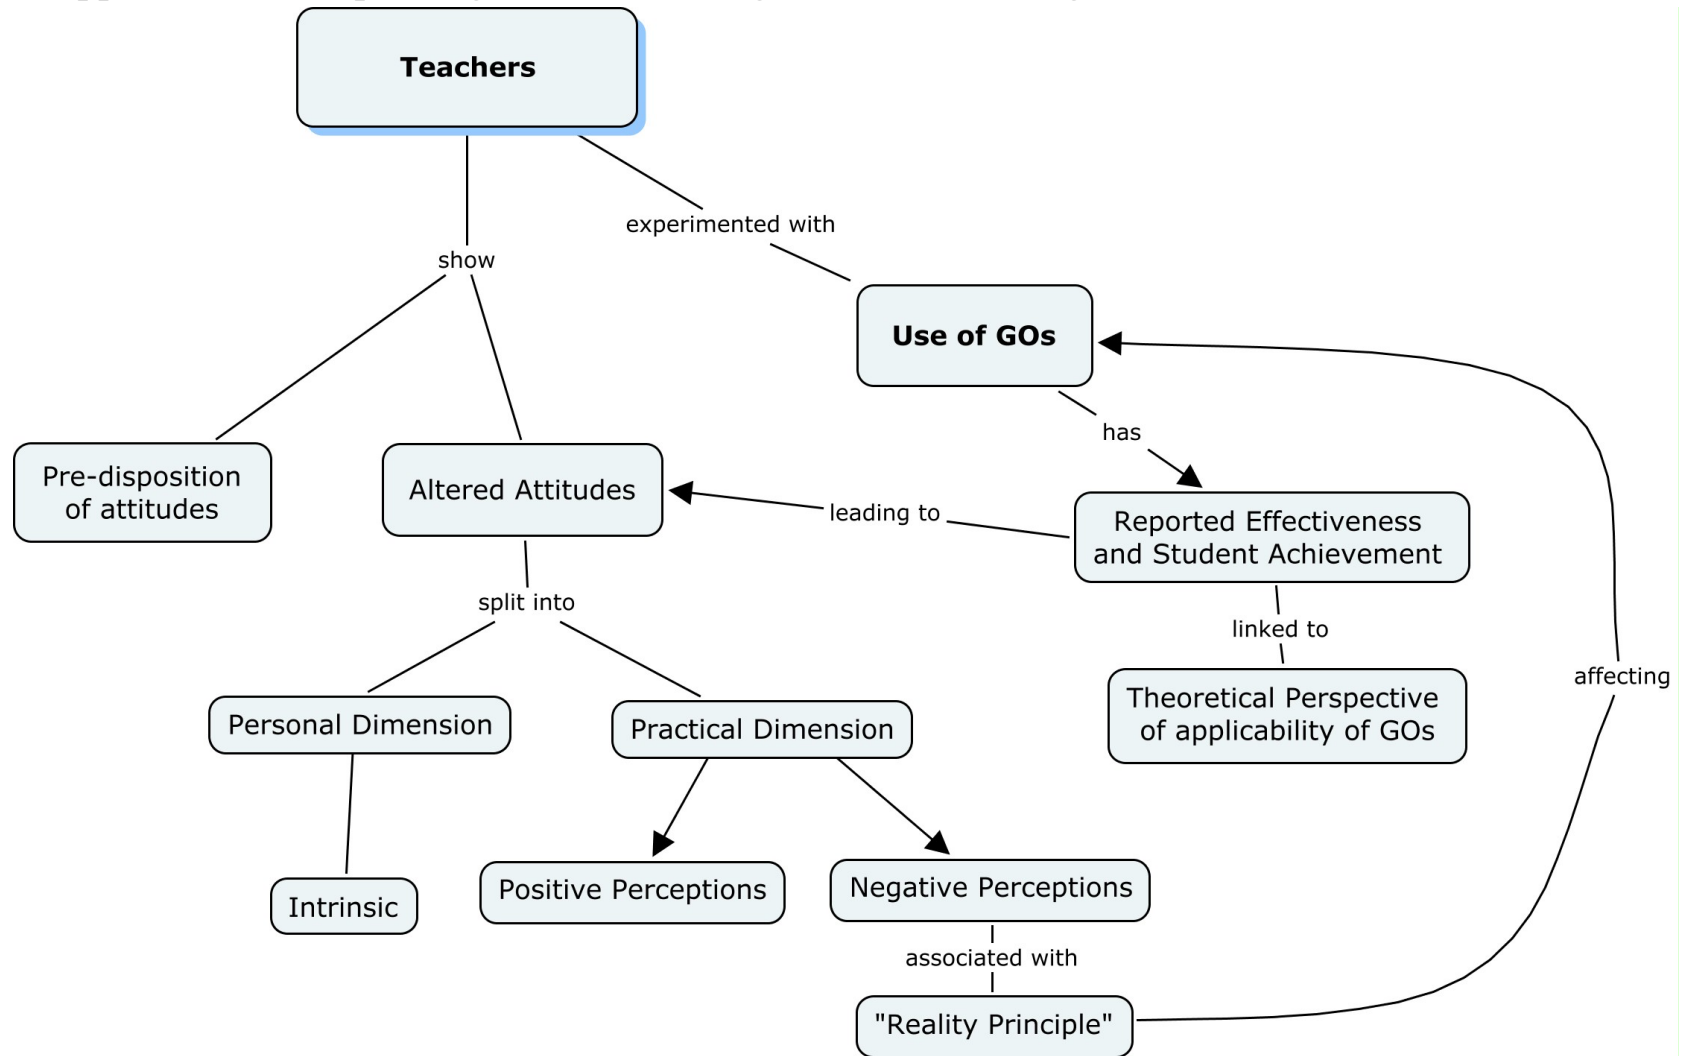 Teachers
experimented with
show
Use of GOs
has
Pre-disposition
of attitudes
Altered Attitudes
leading to
Reported Effectiveness
and Student Achievement
split into
linked to
affecting
Personal Dimension
Practical Dimension
Theoretical Perspective
of applicability of GOs
Intrinsic
Positive Perceptions
Negative Perceptions
associated with
"Reality Principle"